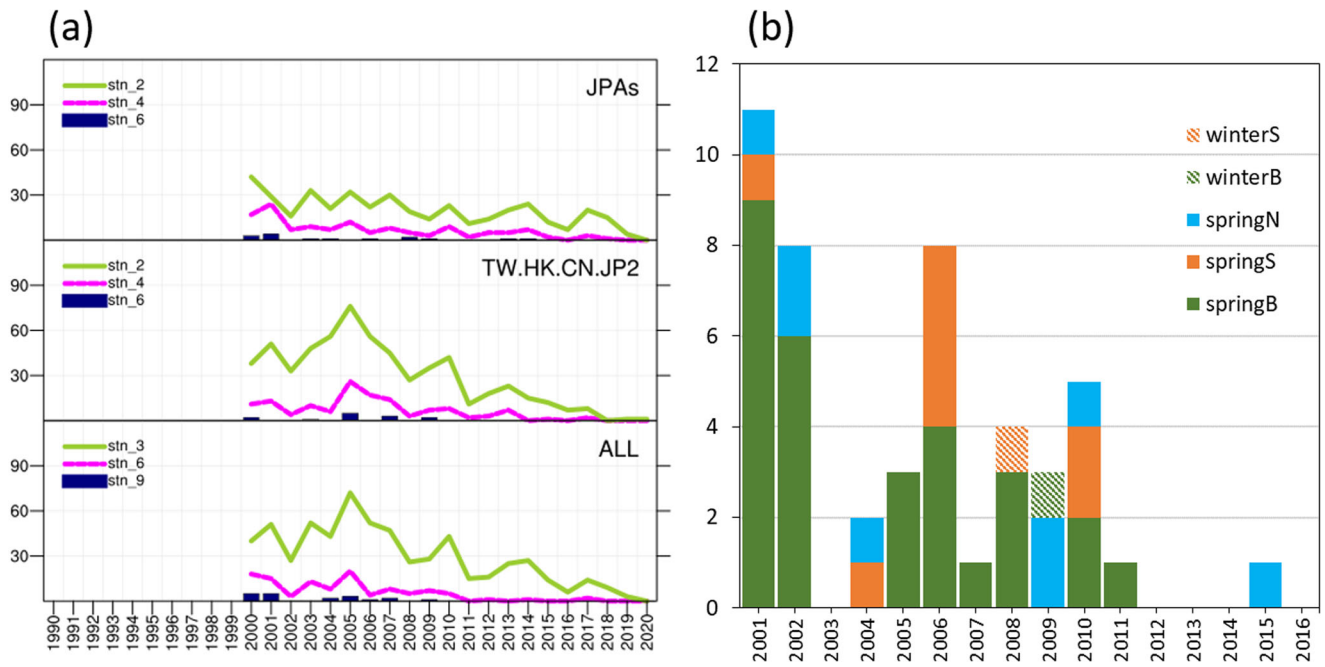 (a)
stn_2
stn_4
stn_6
JPAs
90
60
30
stn_2
stn_4
stn_6
TW.HK.CN.JP2
90
60
30
stn_3
stn_6
stn_9
ALL
90
60
30
1990 1991 1992 1993 1994 1995 1996 1997 1998 1999 2000 2001 2002 2003 2004 2005 2006 2007 2008 2009 2010 2011 2012 2013 2014 2015 2016 2017 2018 2019 2020
(b)
12
10
8
6
4
2
0
winterS
winterB
springN
springS
springB
2001 2002 2003 2004 2005 2006 2007 2008 2009 2010 2011 2012 2013 2014 2015 2016